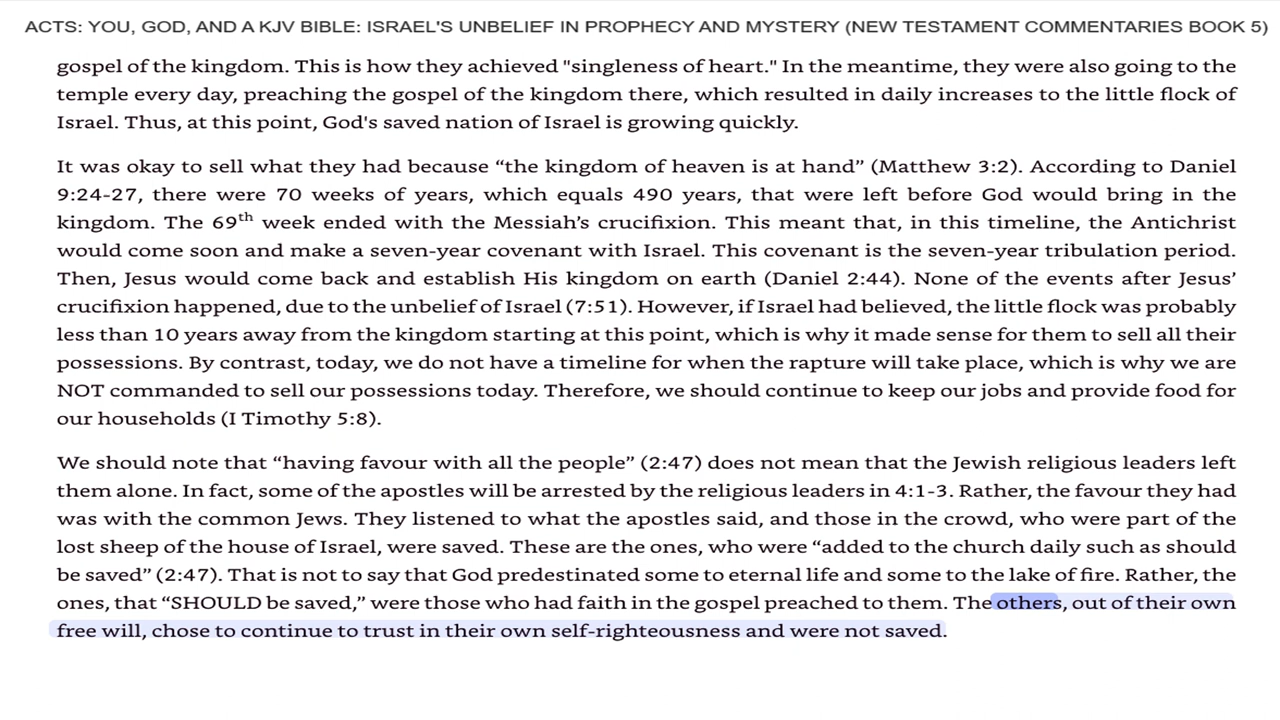 ACTS: YOU, GOD, AND A KJV BIBLE: ISRAEL'S UNBELIEF IN PROPHECY AND MYSTERY (NEW TESTAMENT COMMENTARIES BOOK 5)
gospel of the kingdom. This is how they achieved "singleness of heart." In the meantime, they were also going to the
temple every day, preaching the gospel of the kingdom there, which resulted in daily increases to the little flock of
Israel. Thus, at this point, God's saved nation of Israel is growing quickly.
It was okay to sell what they had because “the kingdom of heaven is at hand” (Matthew 3:2). According to Daniel
9:24-27, there were 70 weeks of years, which equals 490 years, that were left before God would bring in the
kingdom. The 69th week ended with the Messiah’s crucifixion. This meant that, in this timeline, the Antichrist
would come soon and make a seven-year covenant with Israel. This covenant is the seven-year tribulation period.
Then, Jesus would come back and establish His kingdom on earth (Daniel 2:44). None of the events after Jesus’
crucifixion happened, due to the unbelief of Israel (7:51). However, if Israel had believed, the little flock was probably
less than 10 years away from the kingdom starting at this point, which is why it made sense for them to sell all their
possessions. By contrast, today, we do not have a timeline for when the rapture will take place, which is why we are
NOT commanded to sell our possessions today. Therefore, we should continue to keep our jobs and provide food for
our households (I Timothy 5:8).
We should note that “having favour with all the people” (2:47) does not mean that the Jewish religious leaders left
them alone. In fact, some of the apostles will be arrested by the religious leaders in 4:1-3. Rather, the favour they had
was with the common Jews. They listened to what the apostles said, and those in the crowd, who were part of the
lost sheep of the house of Israel, were saved. These are the ones, who were “added to the church daily such as should
be saved” (2:47). That is not to say that God predestinated some to eternal life and some to the lake of fire. Rather, the
ones, that “SHOULD be saved,” were those who had faith in the gospel preached to them. The others, out of their own
free will, chose to continue to trust in their own self-righteousness and were not saved.